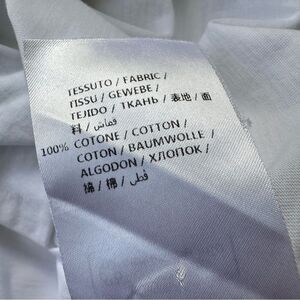 TESSUTO / FABRIC /
TISSU / GEWEBE /
TEJIDO / ТКАНЬ / 表地 / 面
料 / قماش /
100% COTONE / COTTON /
COTON / BAUMWOLLE /
ALGODON / ХЛОПОК /
綿 / 棉 / قطن /